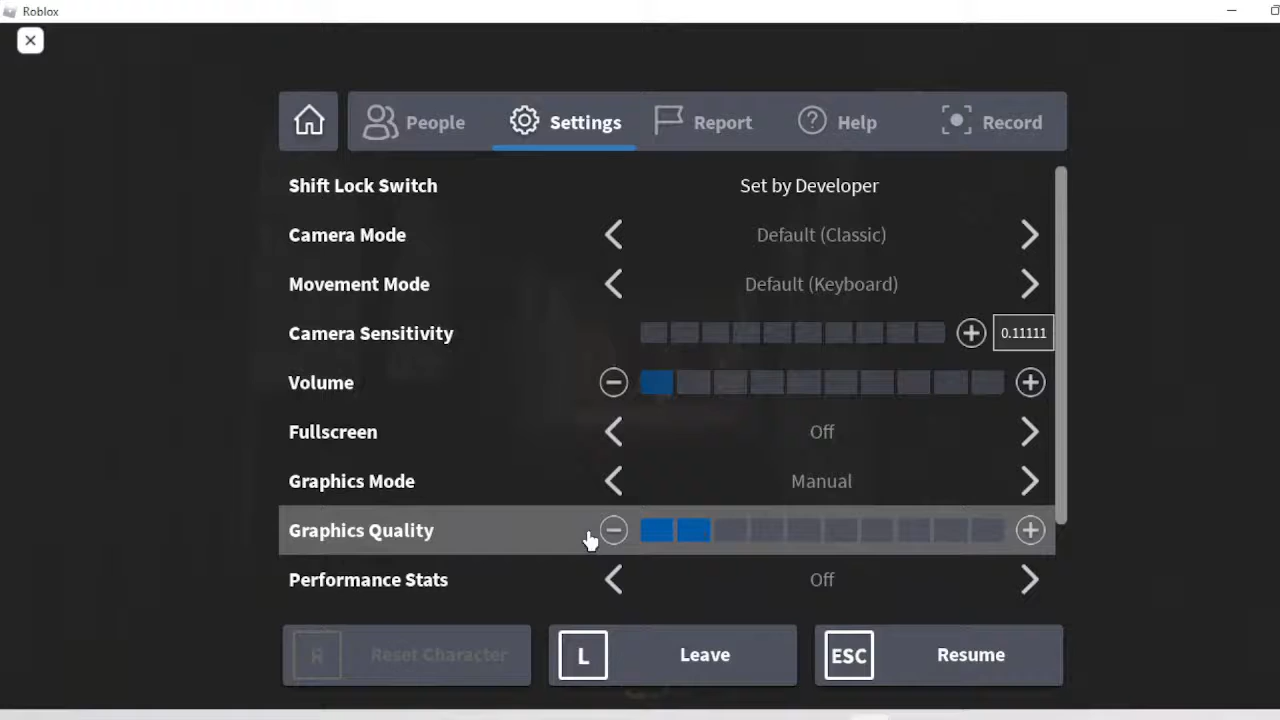 Roblox
People Settings Report Help Record
Shift Lock Switch Set by Developer
Camera Mode Default (Classic)
Movement Mode Default (Keyboard)
Camera Sensitivity 0.11111
Volume
Fullscreen Off
Graphics Mode Manual
Graphics Quality
Performance Stats Off
R Reset Character L Leave ESC Resume